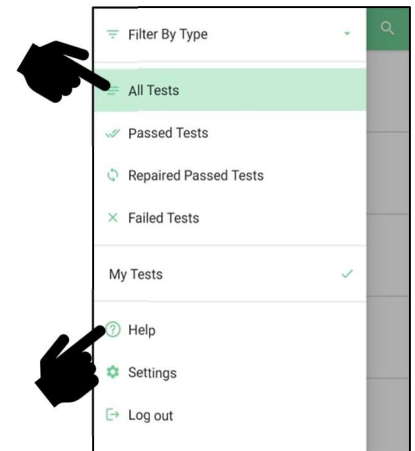 Filter By Type
All Tests
Passed Tests
Repaired Passed Tests
Failed Tests
My Tests
Help
Settings
Log out